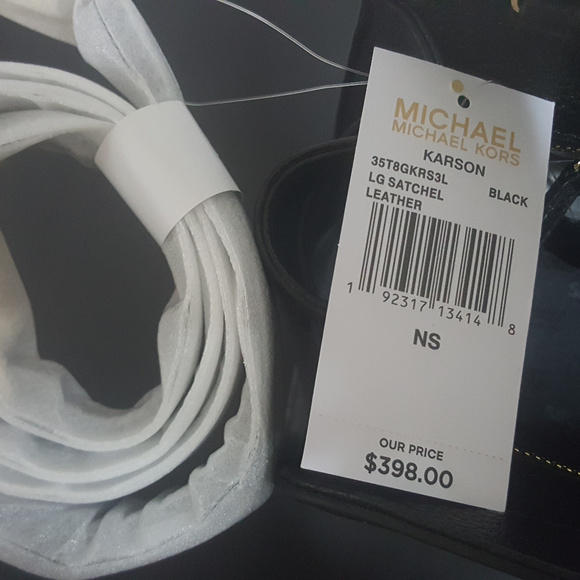 MICHAEL
MICHAEL KORS
KARSON
35T8GKRS3L
LG SATCHEL BLACK
LEATHER
1 92317 13414 8
NS
OUR PRICE
$398.00